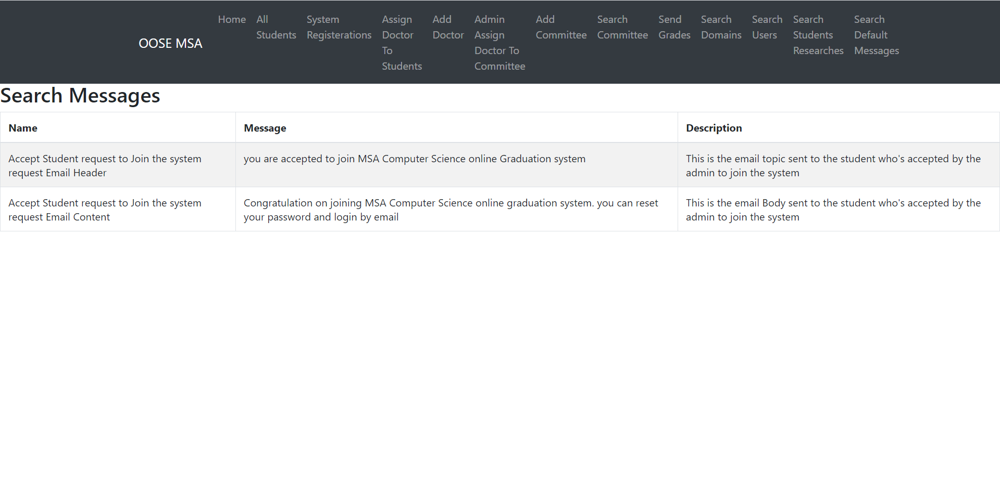 OOSE MSA
Home
All
Students
System
Registerations
Assign
Doctor
To
Students
Add
Doctor
Admin
Assign
Doctor To
Committee
Add
Committee
Search
Committee
Send
Grades
Search
Domains
Search
Users
Search
Students
Researches
Search
Default
Messages
Search Messages
Name
Message
Description
Accept Student request to Join the system
request Email Header
you are accepted to join MSA Computer Science online Graduation system
This is the email topic sent to the student who's accepted by the
admin to join the system
Accept Student request to Join the system
request Email Content
Congratulation on joining MSA Computer Science online graduation system. you can reset
your password and login by email
This is the email Body sent to the student who's accepted by the
admin to join the system